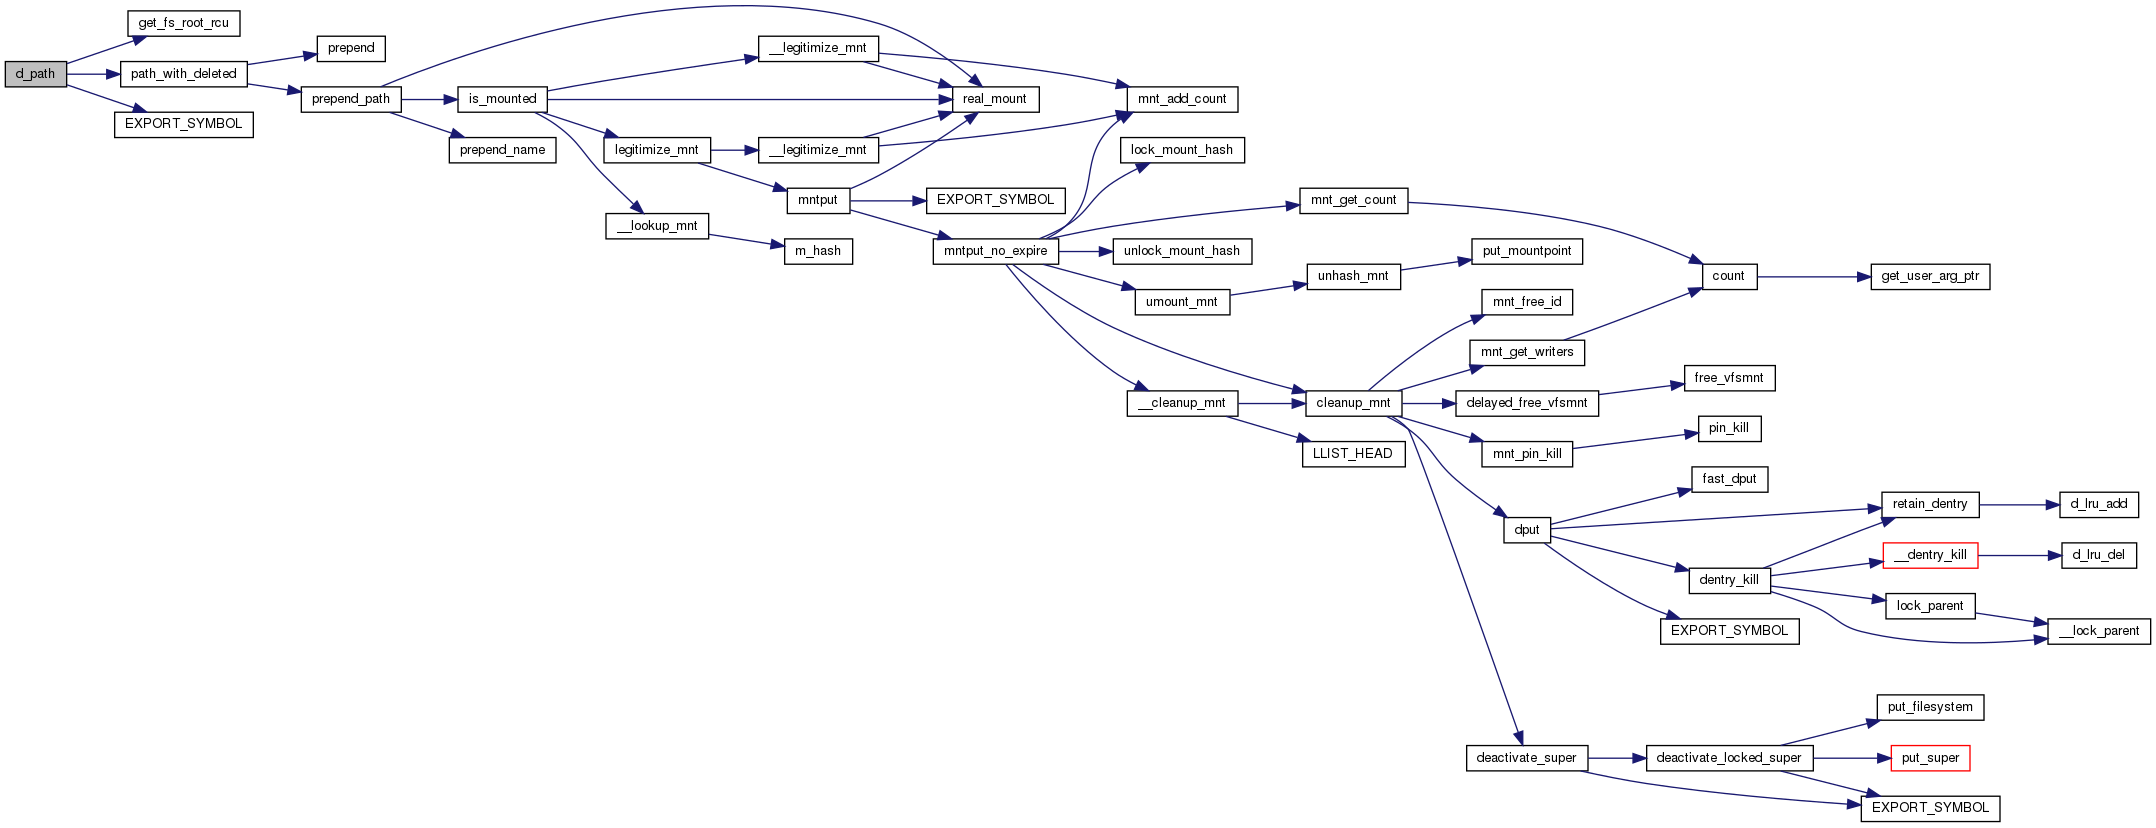 d_path
get_fs_root_rcu
path_with_deleted
EXPORT_SYMBOL
prepend
prepend_path
is_mounted
prepend_name
__legitimize_mnt
legitimize_mnt
__legitimize_mnt
__lookup_mnt
mntput
m_hash
real_mount
EXPORT_SYMBOL
mntput_no_expire
mnt_add_count
lock_mount_hash
unlock_mount_hash
umount_mnt
__cleanup_mnt
mnt_get_count
unhash_mnt
cleanup_mnt
LLIST_HEAD
put_mountpoint
mnt_free_id
mnt_get_writers
delayed_free_vfsmnt
mnt_pin_kill
dput
deactivate_super
count
free_vfsmnt
pin_kill
fast_dput
dentry_kill
EXPORT_SYMBOL
deactivate_locked_super
get_user_arg_ptr
retain_dentry
__dentry_kill
lock_parent
put_filesystem
put_super
EXPORT_SYMBOL
d_lru_add
d_lru_del
__lock_parent